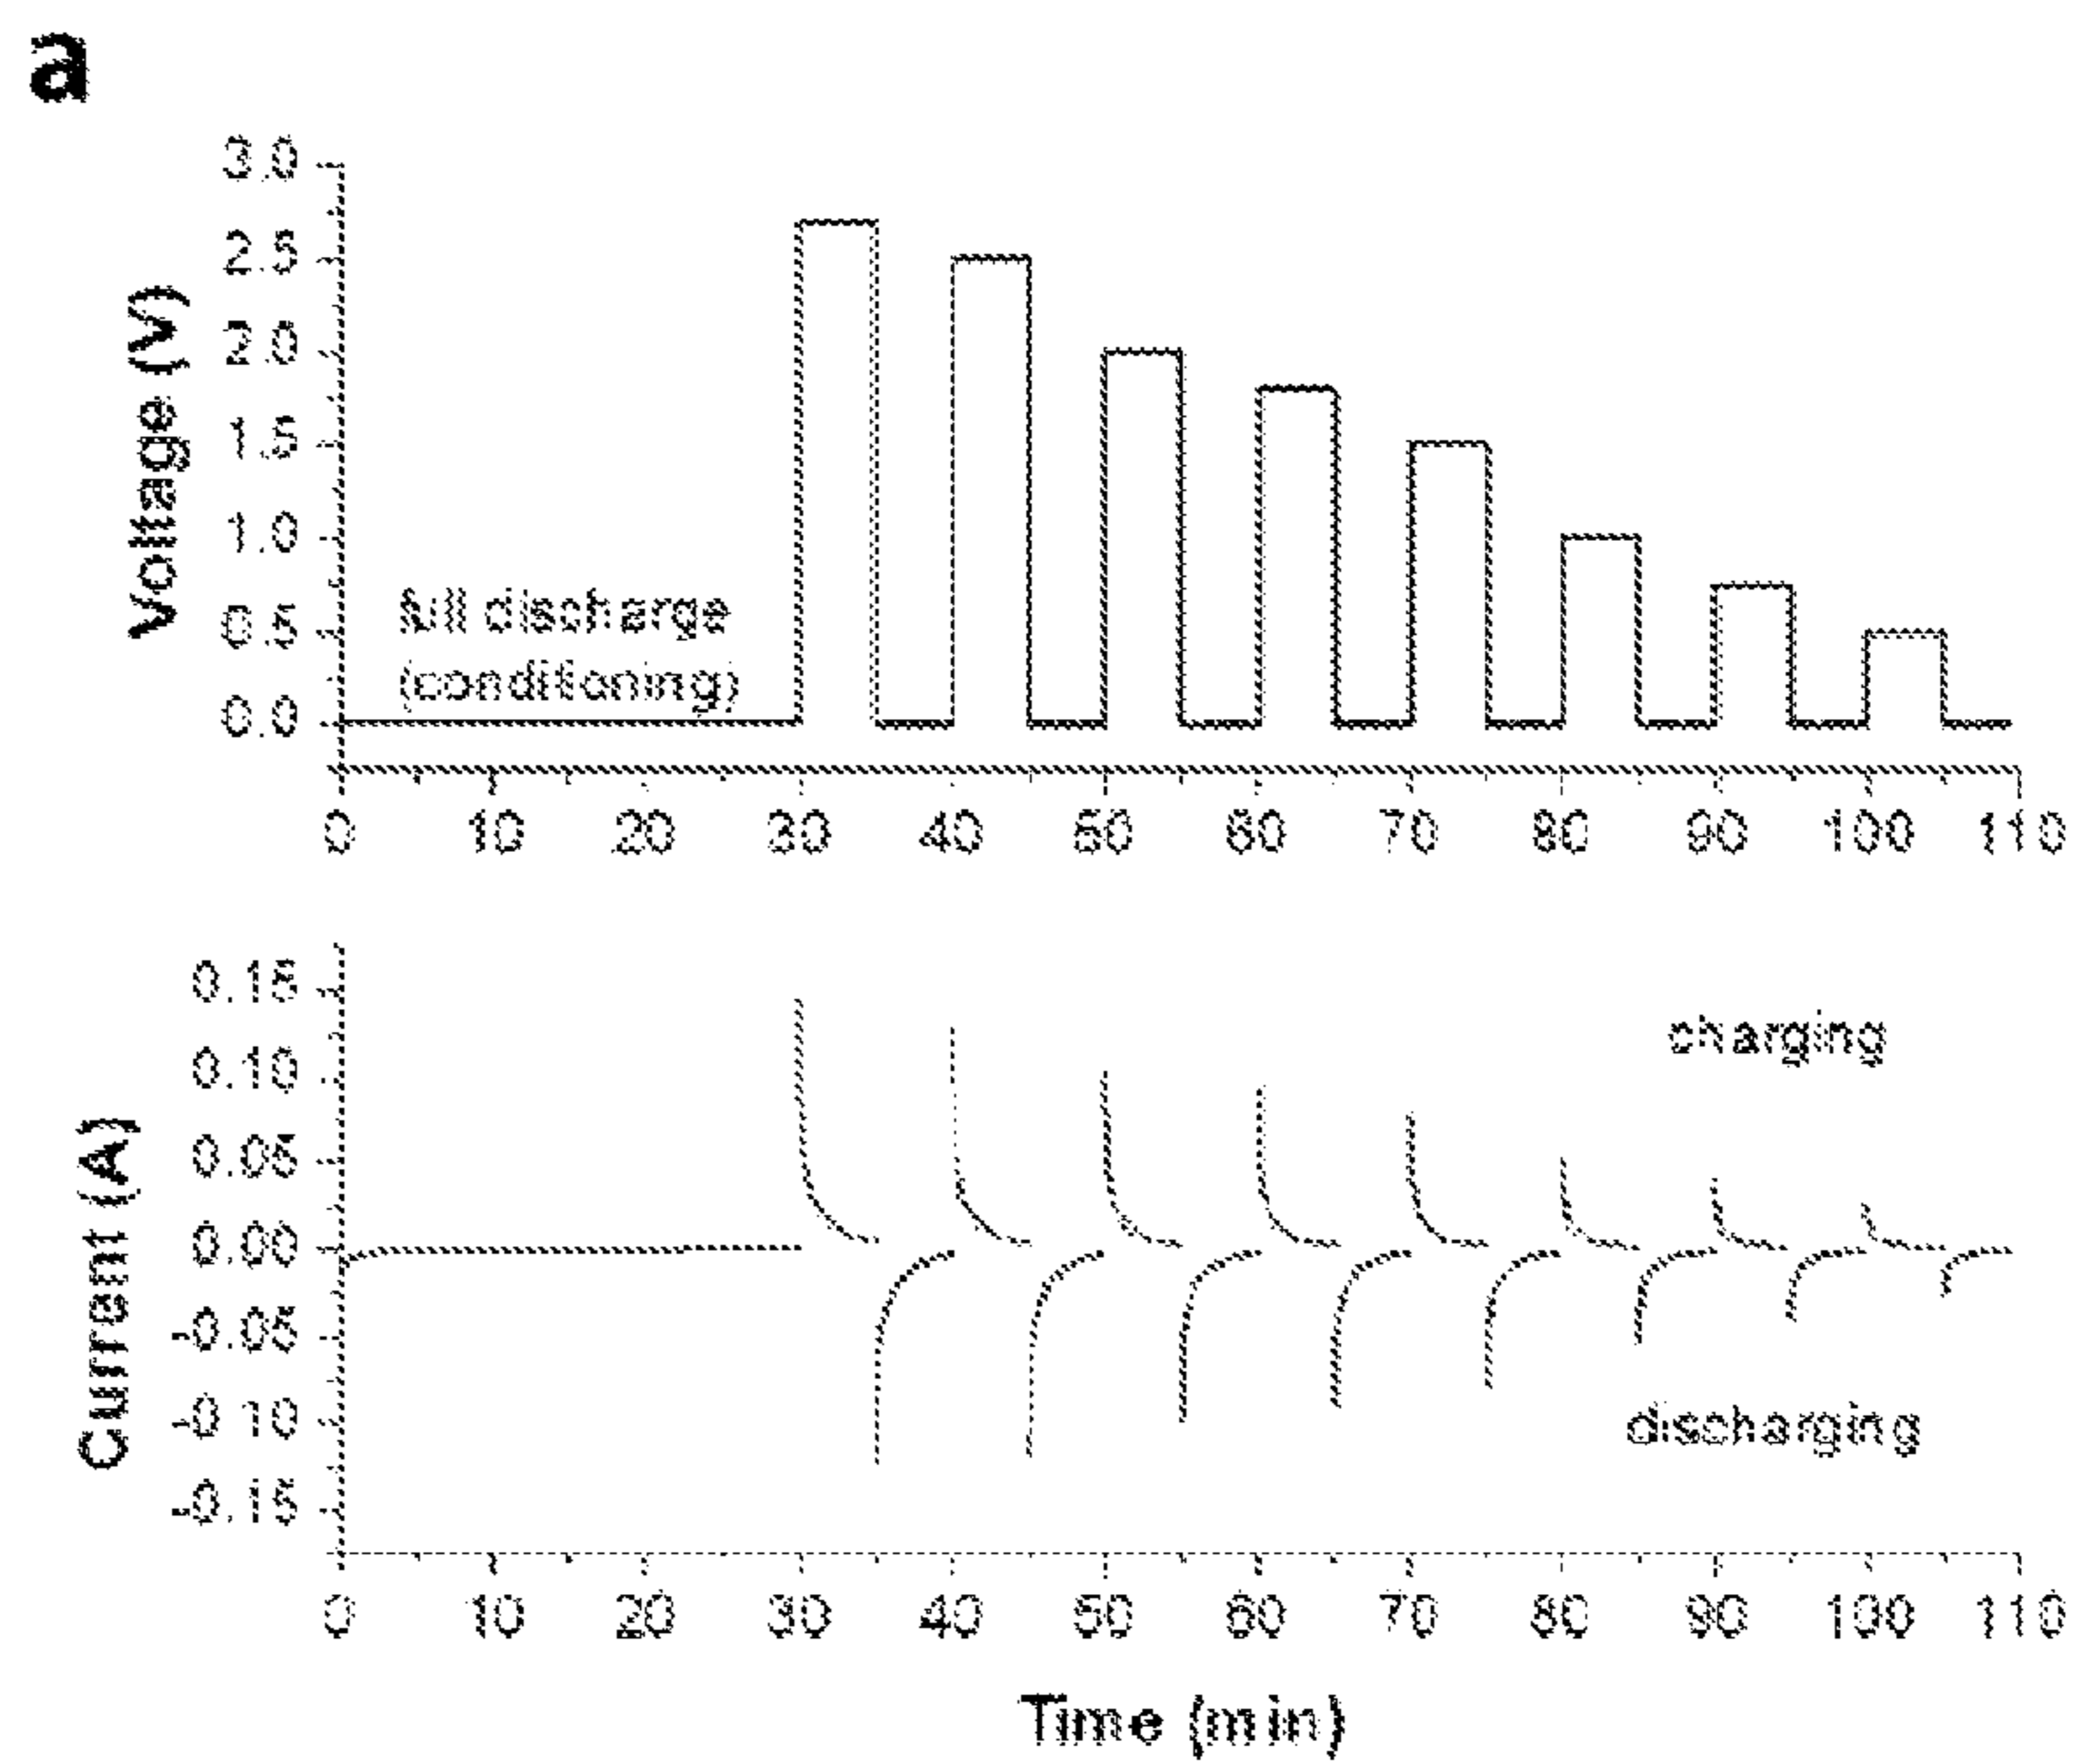 a
3.0
2.5
2.0
1.5
1.0
0.5
0.0
Voltage (V)
full discharge
(conditioning)
0 10 20 30 40 50 60 70 80 90 100 110
0.15
0.10
0.05
0.00
-0.05
-0.10
-0.15
Current (A)
charging
discharging
0 10 20 30 40 50 60 70 80 90 100 110
Time (min)